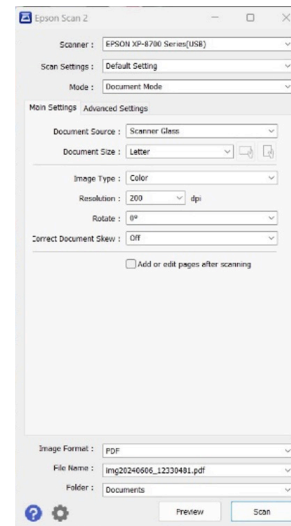 Epson Scan 2
Scanner : EPSON XP-8700 Series(USB)
Scan Settings : Default Setting
Mode : Document Mode
Main Settings Advanced Settings
Document Source : Scanner Glass
Document Size : Letter
Image Type : Color
Resolution : 200 dpi
Rotate : 0º
Correct Document Skew : Off
Add or edit pages after scanning
Image Format : PDF
File Name : img20240606_12330481.pdf
Folder : Documents
Preview Scan